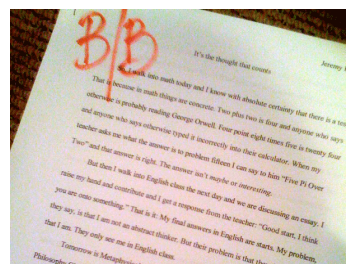 B/B
It's the thought that counts Jeremy
So, I walk into math today and I know with absolute certainty that there is a
That is because in math things are concrete. Two plus two is four and anyone who says
otherwise is probably reading George Orwell. Four point eight times five is twenty four
and anyone who says otherwise typed it incorrectly into their calculator. When my
teacher asks me what the answer is to problem fifteen I can say to him "Five Pi Over
Two" and that answer is right. The answer isn't maybe or interesting.
But then I walk into English class the next day and we are discussing an essay. I
raise my hand and contribute and I get a response from the teacher: "Good start, I think
you are onto something." That is it: My final answers in English are starts. My problem,
they say, is that I am not an abstract thinker. But their problem is that
that I am. They only see me in English class.
Tomorrow is
Philosophy